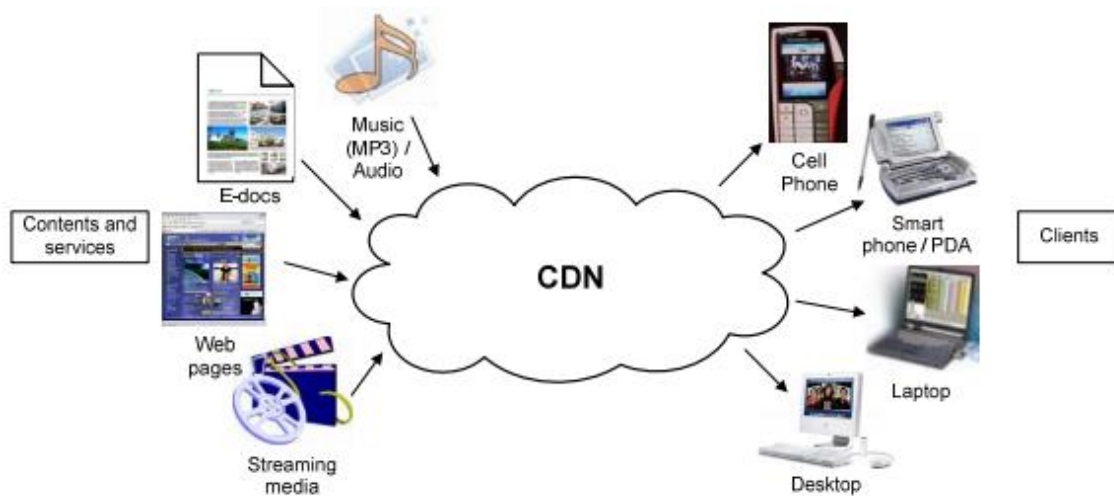 Music
(MP3) /
Audio
E-docs
Contents and
services
Web
pages
Streaming
media
CDN
Cell
Phone
Smart
phone / PDA
Clients
Laptop
Desktop